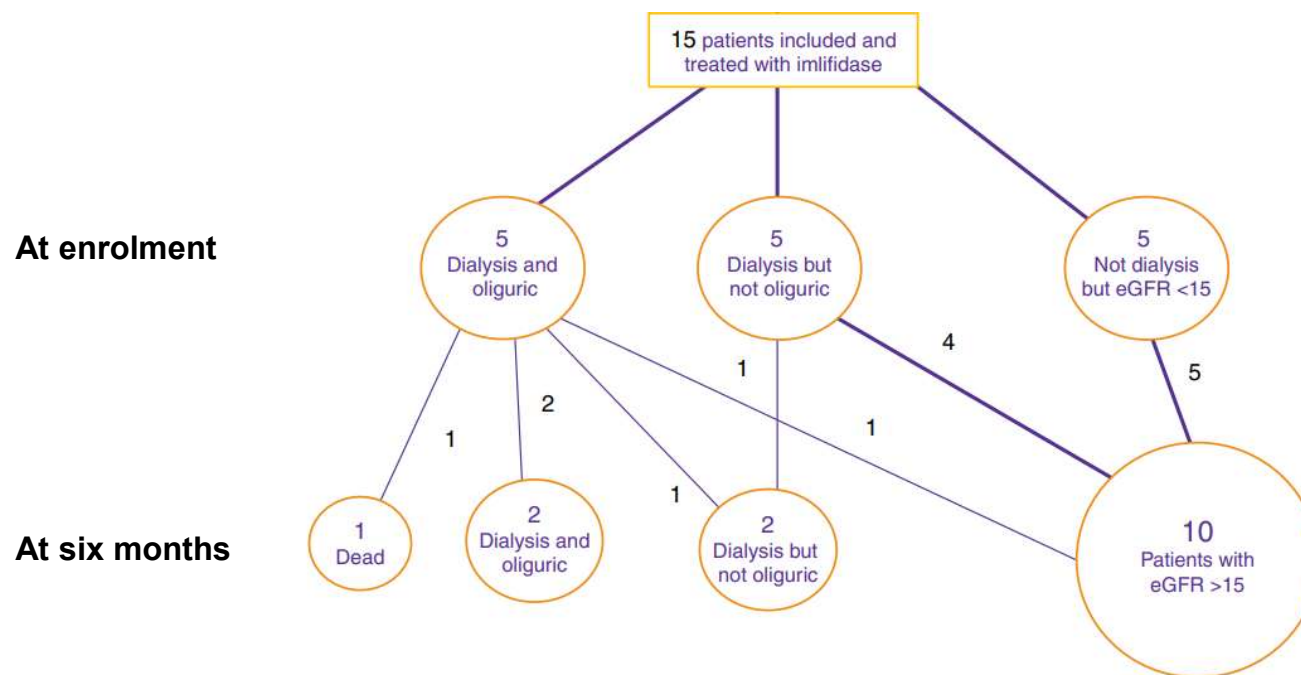 15 patients included and
treated with imlifidase
At enrolment
5
Dialysis and
oliguric
5
Dialysis but
not oliguric
5
Not dialysis
but eGFR <15
1
2
1
1
4
1
5
At six months
1
Dead
2
Dialysis and
oliguric
2
Dialysis but
not oliguric
10
Patients with
eGFR >15